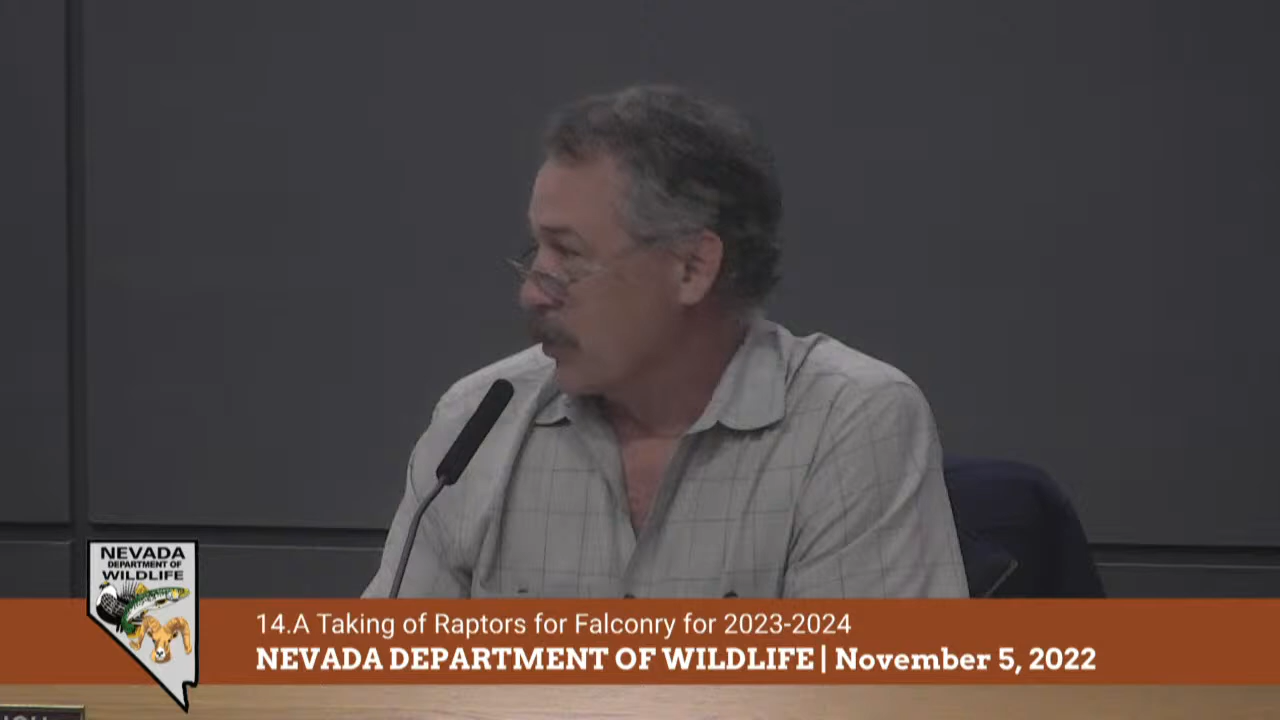 NEVADA
DEPARTMENT OF
WILDLIFE
14.A Taking of Raptors for Falconry for 2023-2024
NEVADA DEPARTMENT OF WILDLIFE | November 5, 2022